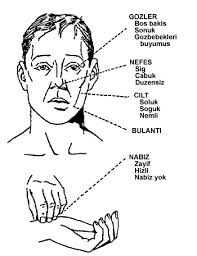 GOZLER
Bos bakis
Sonuk
Gozbebekleri
buyumus
NEFES
Sig
Cabuk
Duzensiz
CILT
Soluk
Soguk
Nemli
BULANTI
NABIZ
Zayif
Hizli
Nabiz yok